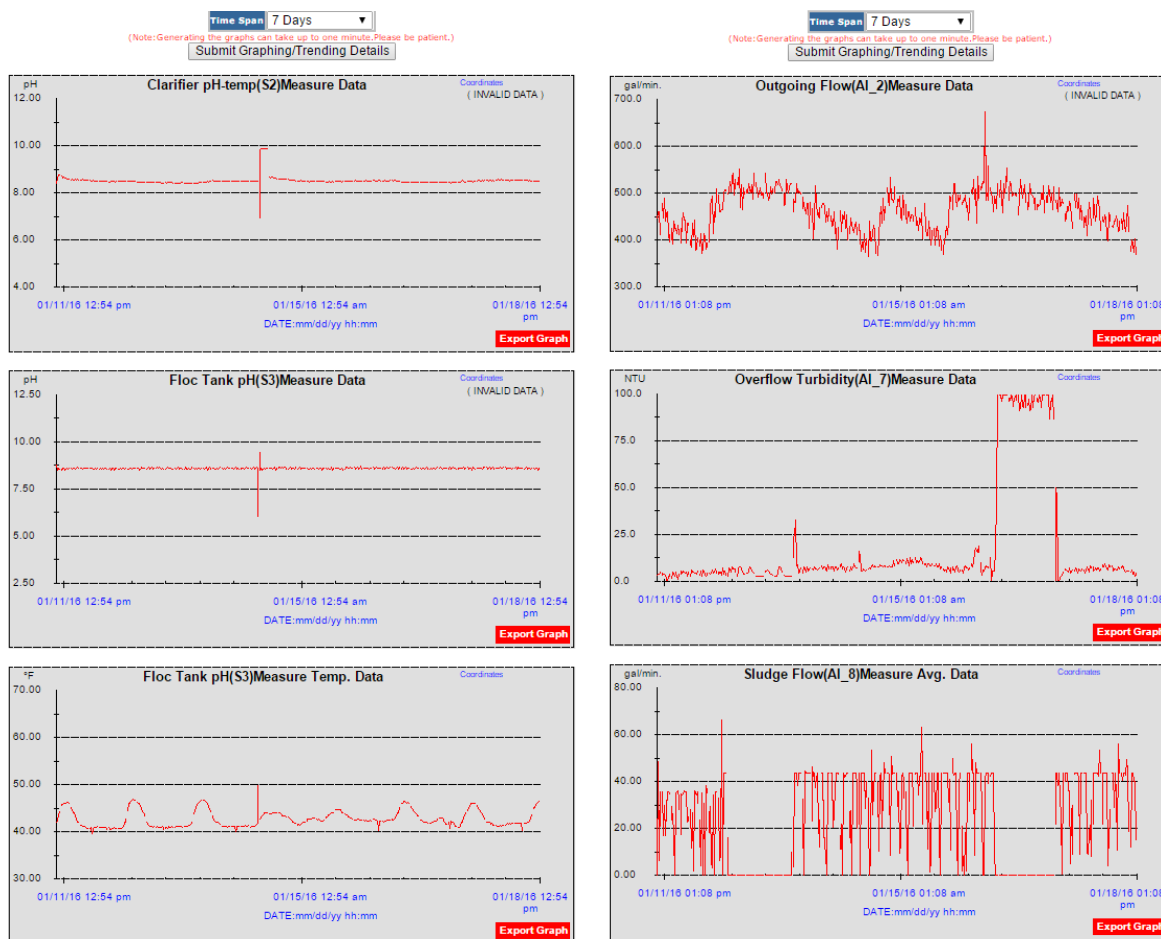 Time Span 7 Days
(Note:Generating the graphs can take up to one minute.Please be patient.)
Submit Graphing/Trending Details
pH Clarifier pH-temp(S2)Measure Data Coordinates
( INVALID DATA )
12.00
10.00
8.00
6.00
4.00
01/11/16 12:54 pm 01/15/16 12:54 am 01/18/16 12:54
pm
DATE:mm/dd/yy hh:mm
Export Graph
pH Floc Tank pH(S3)Measure Data Coordinates
( INVALID DATA )
12.50
10.00
7.50
5.00
2.50
01/11/16 12:54 pm 01/15/16 12:54 am 01/18/16 12:54
pm
DATE:mm/dd/yy hh:mm
Export Graph
°F Floc Tank pH(S3)Measure Temp. Data Coordinates
70.00
60.00
50.00
40.00
30.00
01/11/16 12:54 pm 01/15/16 12:54 am 01/18/16 12:54
pm
DATE:mm/dd/yy hh:mm
Export Graph
Time Span 7 Days
(Note:Generating the graphs can take up to one minute.Please be patient.)
Submit Graphing/Trending Details
gal/min. Outgoing Flow(AI_2)Measure Data Coordinates
( INVALID DATA )
700.0
600.0
500.0
400.0
300.0
01/11/16 01:08 pm 01/15/16 01:08 am 01/18/16 01:08
pm
DATE:mm/dd/yy hh:mm
Export Graph
NTU Overflow Turbidity(AI_7)Measure Data Coordinates
100.0
75.0
50.0
25.0
0.0
01/11/16 01:08 pm 01/15/16 01:08 am 01/18/16 01:08
pm
DATE:mm/dd/yy hh:mm
Export Graph
gal/min. Sludge Flow(AI_8)Measure Avg. Data Coordinates
80.00
60.00
40.00
20.00
0.00
01/11/16 01:08 pm 01/15/16 01:08 am 01/18/16 01:08
pm
DATE:mm/dd/yy hh:mm
Export Graph